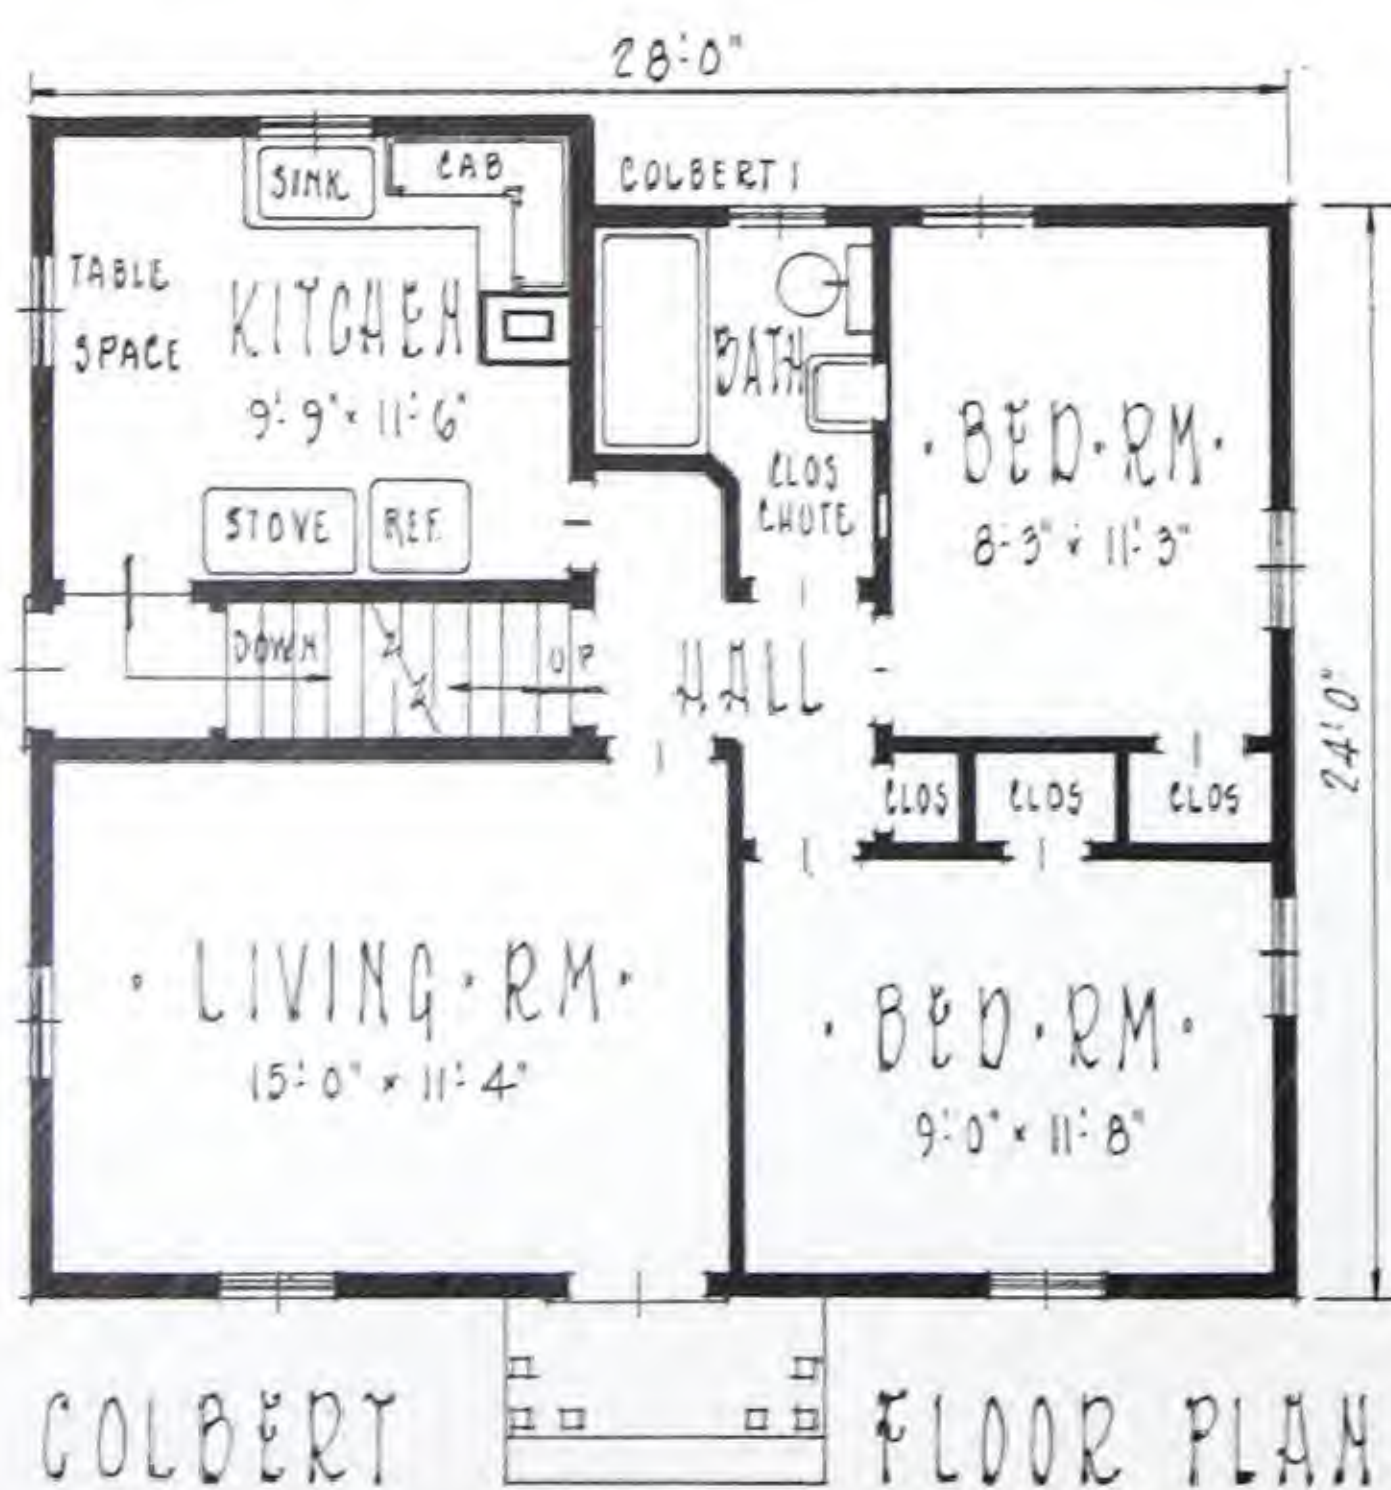 28'-0"
COLBERT 1
SINK
CAB
TABLE
SPACE
KITCHEN
9'-9" x 11'-6"
STOVE
REF.
BATH
CLOS
CHUTE
BED·RM·
8-3" x 11'-3"
DOWN
UP
HALL
24'-0"
CLOS
CLOS
CLOS
LIVING·RM·
15'-0" x 11'-4"
BED·RM·
9'-0" x 11'-8"
COLBERT
FLOOR PLAN